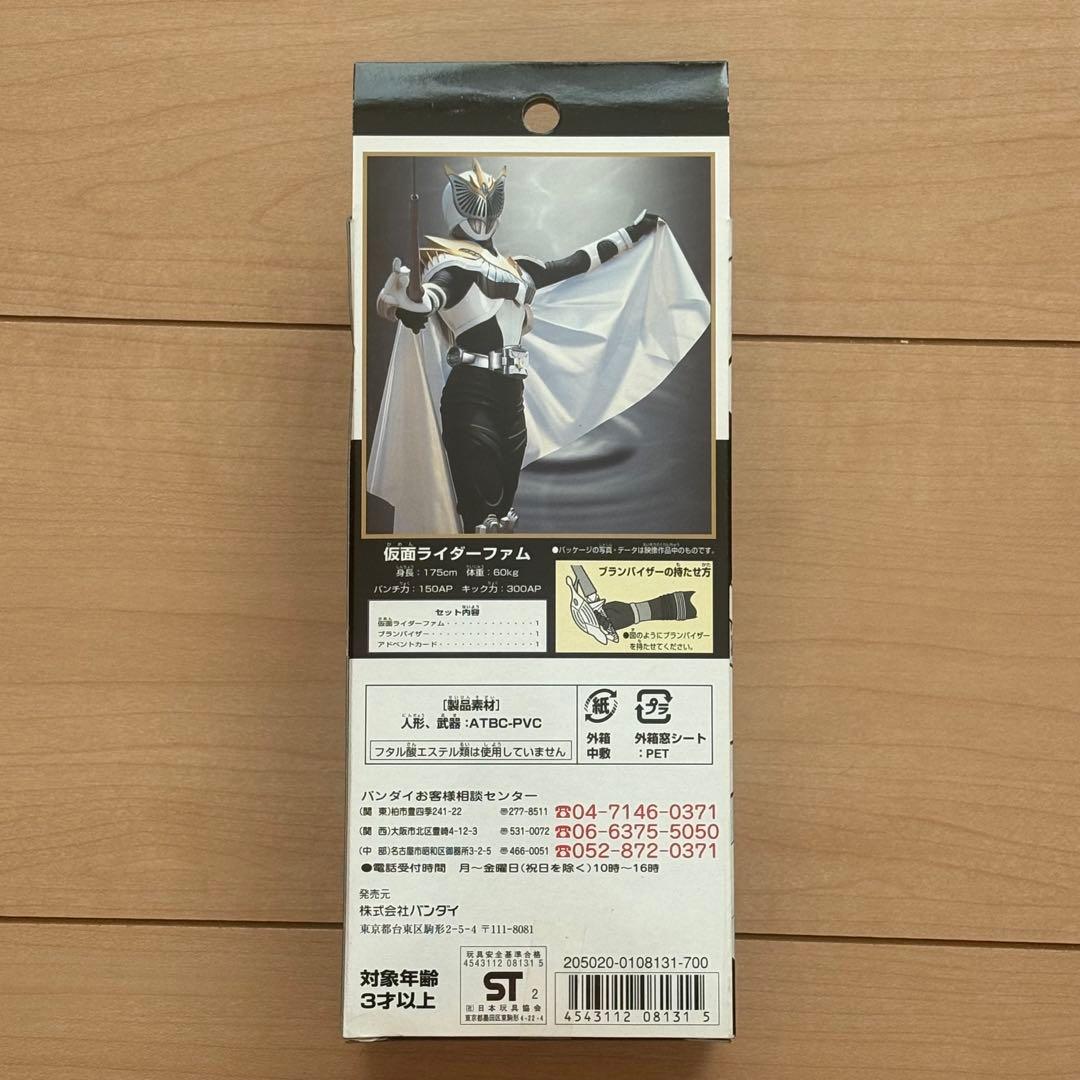 仮面ライダーファム
身長：175cm 体重：60kg
パンチ力：150AP キック力：300AP
セット内容
仮面ライダーファム・・・・・・・・・・・・1
ブランバイザー・・・・・・・・・・・・・・1
アドベントカード・・・・・・・・・・・・・1
●パッケージの写真・データは映像作品中のものです。
ブランバイザーの持たせ方
●図のようにブランバイザー
を持たせてください。
[製品素材]
人形、武器：ATBC-PVC
フタル酸エステル類は使用していません
紙
外箱
中敷
プラ
外箱窓シート
：PET
バンダイお客様相談センター
(関 東)柏市豊四季241-22 〒277-8511 ☎04-7146-0371
(関 西)大阪市北区豊崎4-12-3 〒531-0072 ☎06-6375-5050
(中 部)名古屋市昭和区御器所3-2-5 〒466-0051 ☎052-872-0371
●電話受付時間 月〜金曜日(祝日を除く)10時〜16時
発売元
株式会社バンダイ
東京都台東区駒形2-5-4 〒111-8081
対象年齢
3才以上
玩具安全基準合格
4543112 08131 5
ST 2
(社)日本玩具協会
東京都墨田区東駒形4-22-4
205020-0108131-700
4543112 08131 5